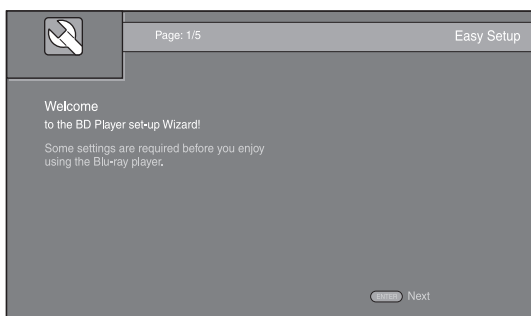 Page: 1/5
Easy Setup
Welcome
to the BD Player set-up Wizard!
Some settings are required before you enjoy
using the Blu-ray player.
ENTER Next